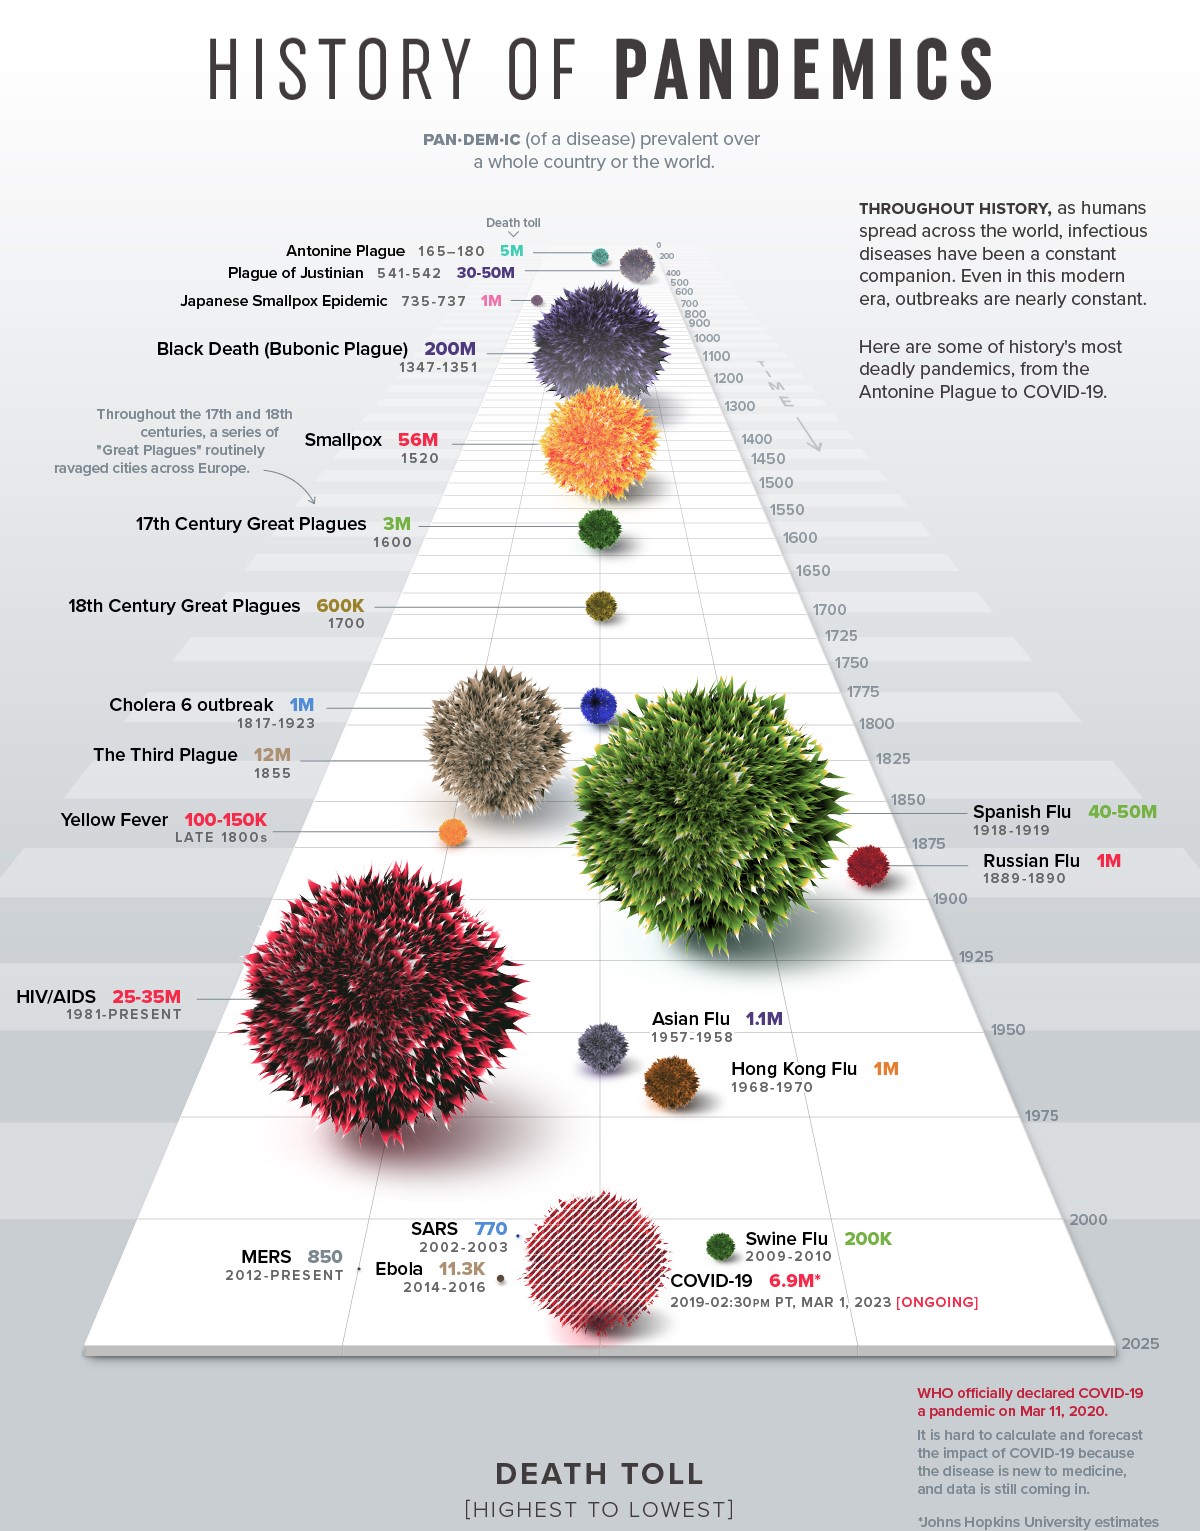 HISTORY OF PANDEMICS
PAN·DEM·IC (of a disease) prevalent over
a whole country or the world.
THROUGHOUT HISTORY, as humans
spread across the world, infectious
diseases have been a constant
companion. Even in this modern
era, outbreaks are nearly constant.
Here are some of history's most
deadly pandemics, from the
Antonine Plague to COVID-19.
Death toll
Antonine Plague 165–180 5M
Plague of Justinian 541-542 30-50M
Japanese Smallpox Epidemic 735-737 1M
Black Death (Bubonic Plague) 200M
1347-1351
Throughout the 17th and 18th
centuries, a series of
"Great Plagues" routinely
ravaged cities across Europe.
Smallpox 56M
1520
17th Century Great Plagues 3M
1600
18th Century Great Plagues 600K
1700
Cholera 6 outbreak 1M
1817-1923
The Third Plague 12M
1855
Yellow Fever 100-150K
LATE 1800s
Spanish Flu 40-50M
1918-1919
Russian Flu 1M
1889-1890
HIV/AIDS 25-35M
1981-PRESENT
Asian Flu 1.1M
1957-1958
Hong Kong Flu 1M
1968-1970
SARS 770
2002-2003
MERS 850
2012-PRESENT
Ebola 11.3K
2014-2016
Swine Flu 200K
2009-2010
COVID-19 6.9M*
2019-02:30PM PT, MAR 1, 2023 [ONGOING]
TIME
0
200
400
500
600
700
800
900
1000
1100
1200
1300
1400
1450
1500
1550
1600
1650
1700
1725
1750
1775
1800
1825
1850
1875
1900
1925
1950
1975
2000
2025
WHO officially declared COVID-19
a pandemic on Mar 11, 2020.
It is hard to calculate and forecast
the impact of COVID-19 because
the disease is new to medicine,
and data is still coming in.
*Johns Hopkins University estimates
DEATH TOLL
[HIGHEST TO LOWEST]